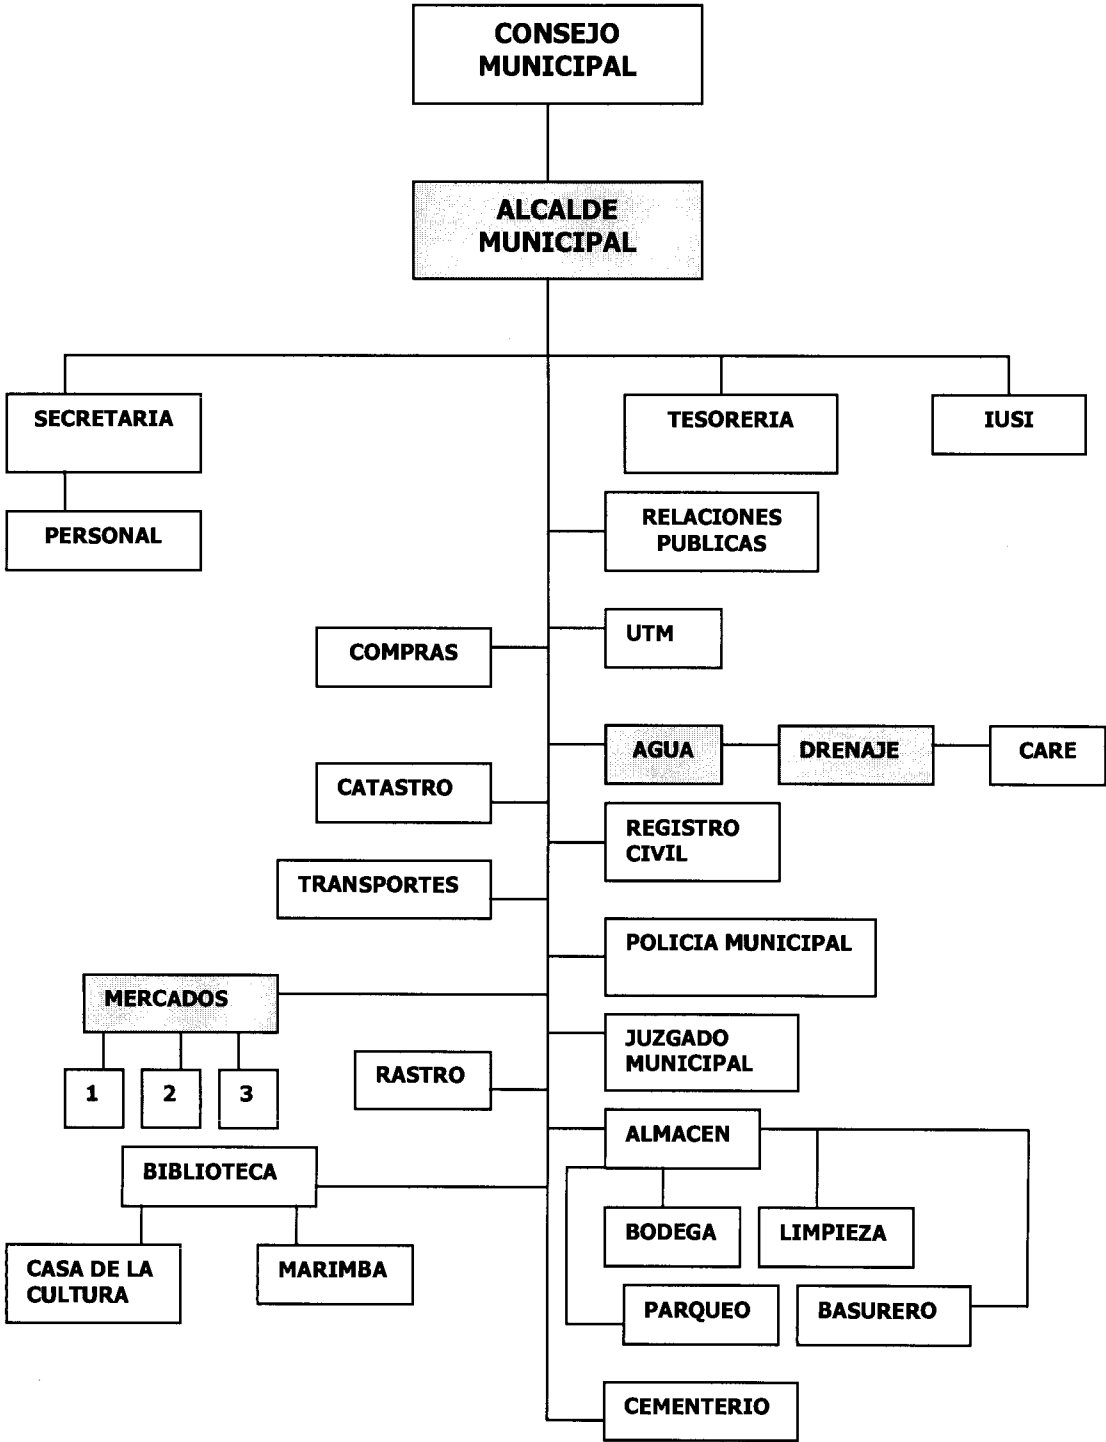 CONSEJO
MUNICIPAL
ALCALDE
MUNICIPAL
SECRETARIA
TESORERIA
IUSI
PERSONAL
RELACIONES
PUBLICAS
UTM
COMPRAS
AGUA
DRENAJE
CARE
CATASTRO
REGISTRO
CIVIL
TRANSPORTES
POLICIA MUNICIPAL
MERCADOS
JUZGADO
MUNICIPAL
RASTRO
1
2
3
ALMACEN
BIBLIOTECA
BODEGA
LIMPIEZA
CASA DE LA
CULTURA
MARIMBA
PARQUEO
BASURERO
CEMENTERIO